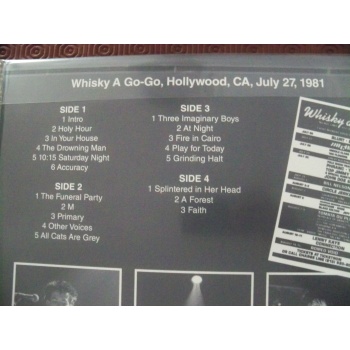 Whisky A Go-Go, Hollywood, CA, July 27, 1981
SIDE 1
1 Intro
2 Holy Hour
3 In Your House
4 The Drowning Man
5 10:15 Saturday Night
6 Accuracy
SIDE 2
1 The Funeral Party
2 M
3 Primary
4 Other Voices
5 All Cats Are Grey
SIDE 3
1 Three Imaginary Boys
2 At Night
3 Fire in Cairo
4 Play for Today
5 Grinding Halt
SIDE 4
1 Splintered in Her Head
2 A Forest
3 Faith
Whisky
LENNY GATE
CONNECTION